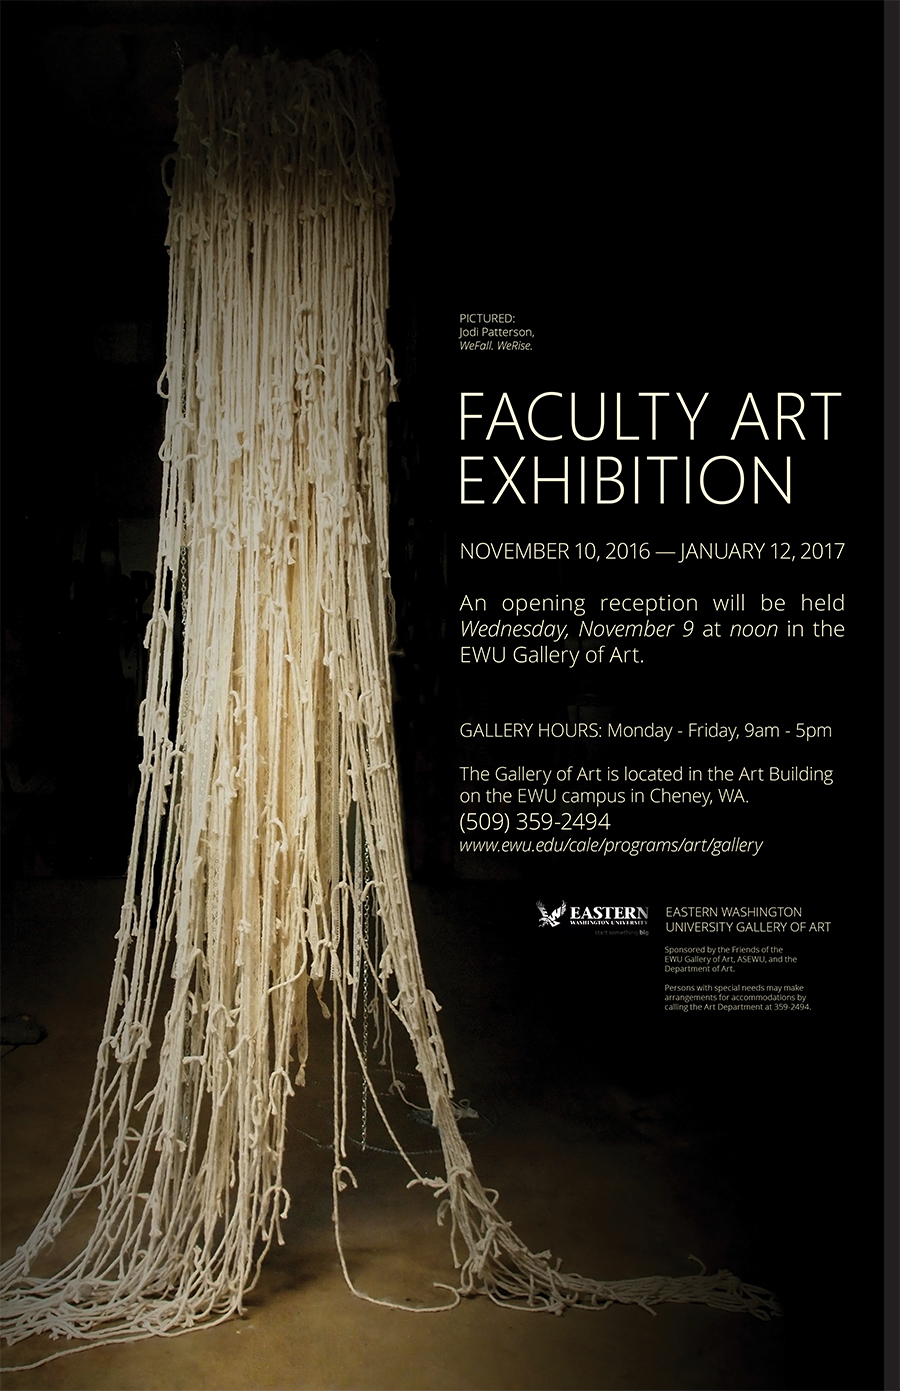 PICTURED:
Jodi Patterson,
WeFall. WeRise.
FACULTY ART
EXHIBITION
NOVEMBER 10, 2016 — JANUARY 12, 2017
An opening reception will be held
Wednesday, November 9 at noon in the
EWU Gallery of Art.
GALLERY HOURS: Monday - Friday, 9am - 5pm
The Gallery of Art is located in the Art Building
on the EWU campus in Cheney, WA.
(509) 359-2494
www.ewu.edu/cale/programs/art/gallery
EASTERN
WASHINGTON UNIVERSITY
start something big
EASTERN WASHINGTON
UNIVERSITY GALLERY OF ART
Sponsored by the Friends of the
EWU Gallery of Art, ASEWU, and the
Department of Art.
Persons with special needs may make
arrangements for accommodations by
calling the Art Department at 359-2494.